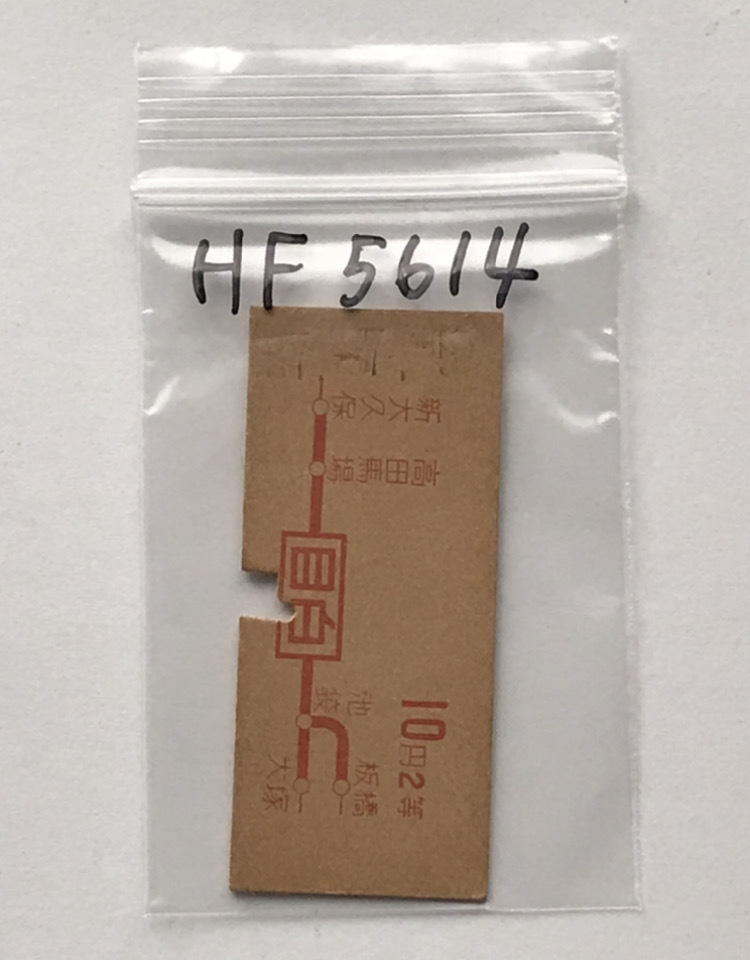 HF 5614
10円2等
新大久保
高田馬場
目白
池袋
板橋
大塚